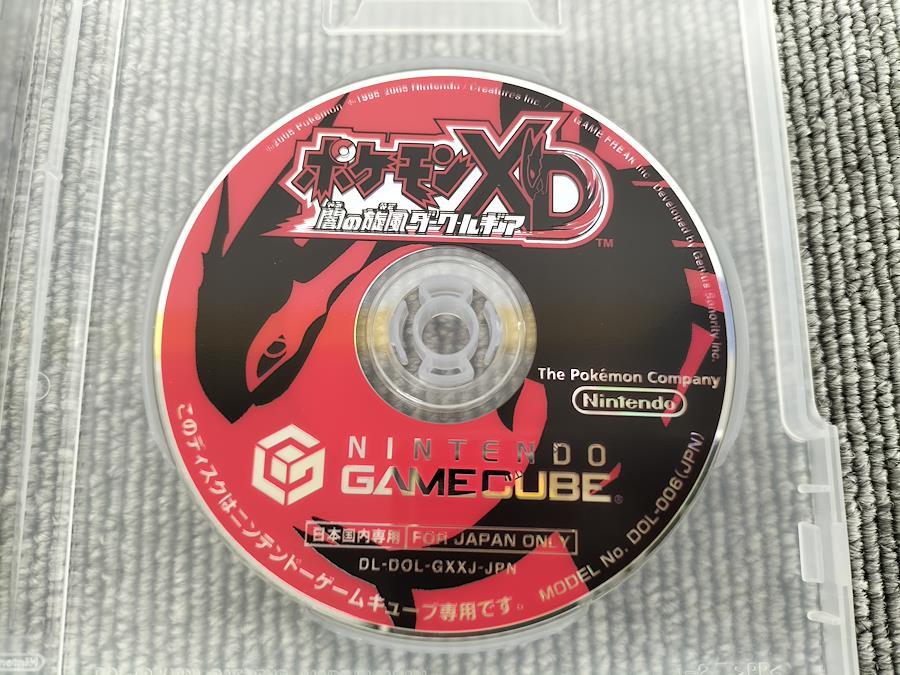 ©2005 Pokémon ©1995-2005 Nintendo / Creatures Inc. / GAME FREAK inc. Developed by Genius Sonority Inc.
ポケモンXD
やみ かぜ
闇の旋風ダーク・ルギア
TM
The Pokémon Company
Nintendo
NINTENDO
GAMECUBE®
日本国内専用 FOR JAPAN ONLY
DL-DOL-GXXJ-JPN
MODEL No. DOL-006(JPN)
このディスクはニンテンドーゲームキューブ専用です。